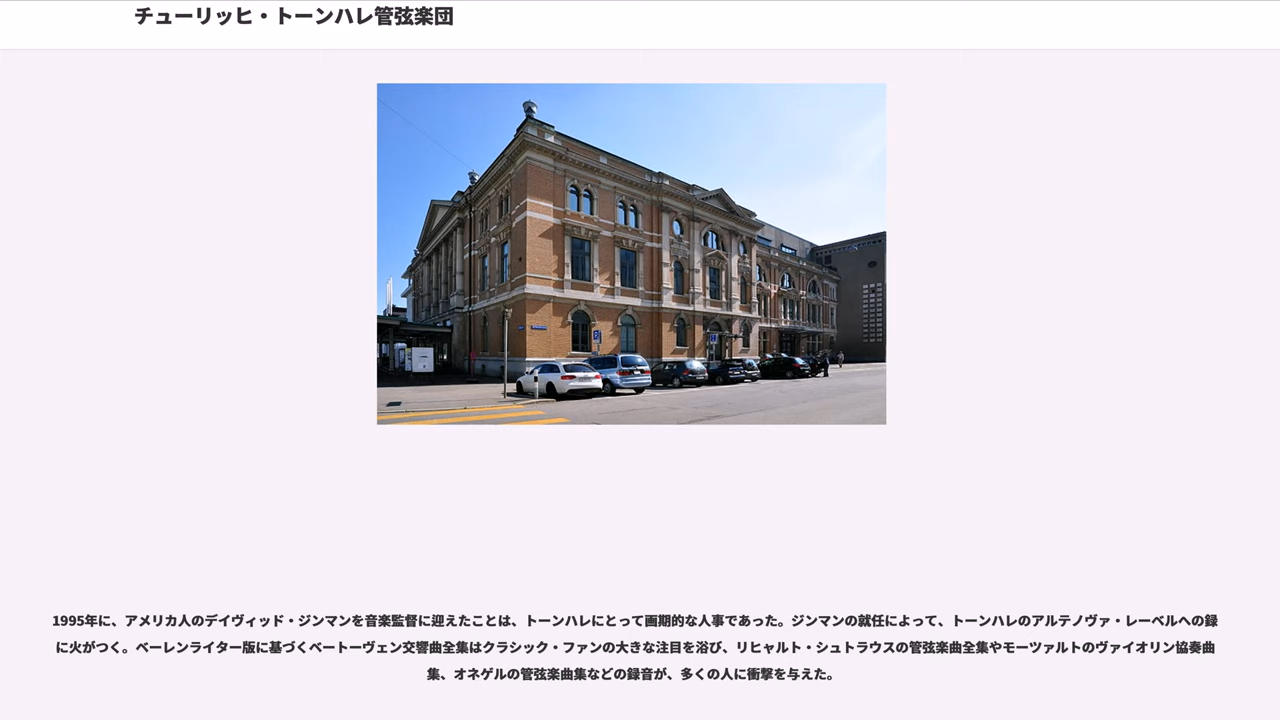 チューリッヒ・トーンハレ管弦楽団
1995年に、アメリカ人のデイヴィッド・ジンマンを音楽監督に迎えたことは、トーンハレにとって画期的な人事であった。ジンマンの就任によって、トーンハレのアルテノヴァ・レーベルへの録
に火がつく。ベーレンライター版に基づくベートーヴェン交響曲全集はクラシック・ファンの大きな注目を浴び、リヒャルト・シュトラウスの管弦楽曲全集やモーツァルトのヴァイオリン協奏曲
集、オネゲルの管弦楽曲集などの録音が、多くの人に衝撃を与えた。